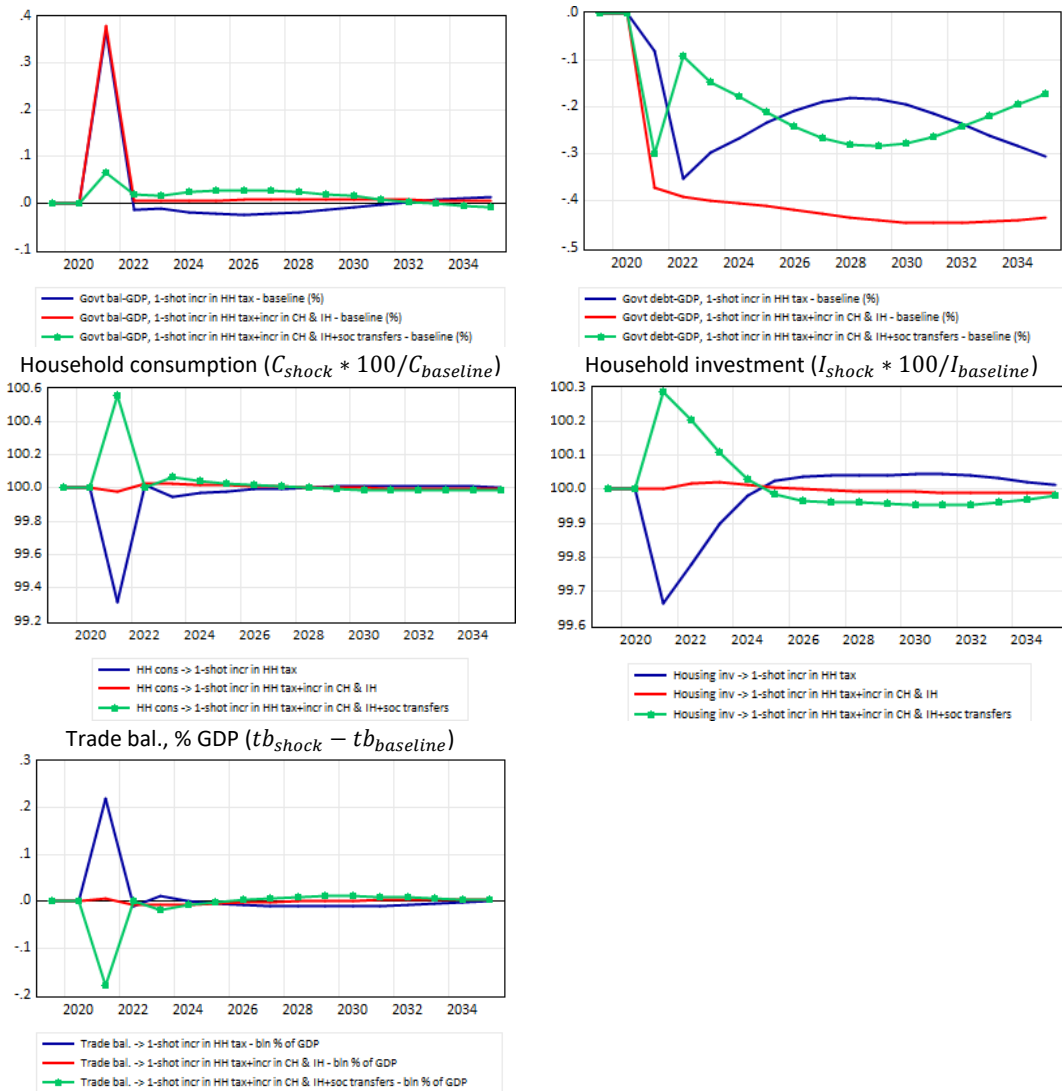 .4
.3
.2
.1
.0
-.1
2020 2022 2024 2026 2028 2030 2032 2034
Govt bal-GDP, 1-shot incr in HH tax - baseline (%)
Govt bal-GDP, 1-shot incr in HH tax+incr in CH & IH - baseline (%)
Govt bal-GDP, 1-shot incr in HH tax+incr in CH & IH+soc transfers - baseline (%)
.0
-.1
-.2
-.3
-.4
-.5
2020 2022 2024 2026 2028 2030 2032 2034
Govt debt-GDP, 1-shot incr in HH tax - baseline (%)
Govt debt-GDP, 1-shot incr in HH tax+incr in CH & IH - baseline (%)
Govt debt-GDP, 1-shot incr in HH tax+incr in CH & IH+soc transfers - baseline (%)
Household consumption (C_shock * 100/C_baseline)
100.6
100.4
100.2
100.0
99.8
99.6
99.4
99.2
2020 2022 2024 2026 2028 2030 2032 2034
HH cons -> 1-shot incr in HH tax
HH cons -> 1-shot incr in HH tax+incr in CH & IH
HH cons -> 1-shot incr in HH tax+incr in CH & IH+soc transfers
Household investment (I_shock * 100/I_baseline)
100.3
100.2
100.1
100.0
99.9
99.8
99.7
99.6
2020 2022 2024 2026 2028 2030 2032 2034
Housing inv -> 1-shot incr in HH tax
Housing inv -> 1-shot incr in HH tax+incr in CH & IH
Housing inv -> 1-shot incr in HH tax+incr in CH & IH+soc transfers
Trade bal., % GDP (tb_shock − tb_baseline)
.3
.2
.1
.0
-.1
-.2
2020 2022 2024 2026 2028 2030 2032 2034
Trade bal. -> 1-shot incr in HH tax - bln % of GDP
Trade bal. -> 1-shot incr in HH tax+incr in CH & IH - bln % of GDP
Trade bal. -> 1-shot incr in HH tax+incr in CH & IH+soc transfers - bln % of GDP